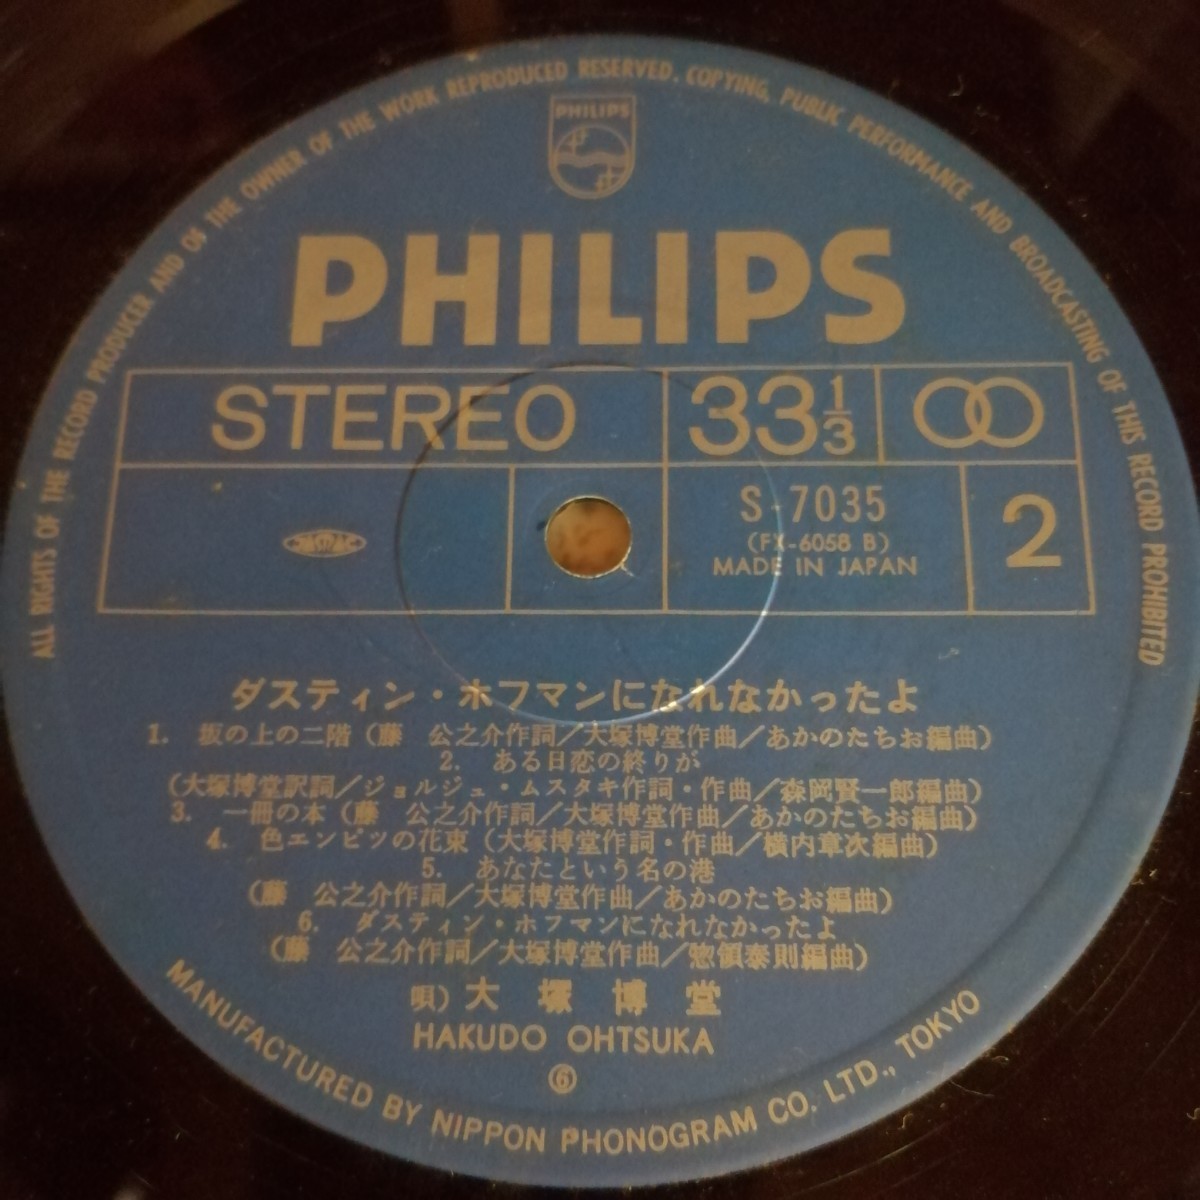 ALL RIGHTS OF THE RECORD PRODUCER AND OF THE OWNER OF THE WORK REPRODUCED RESERVED. COPYING, PUBLIC PERFORMANCE AND BROADCASTING OF THIS RECORD PROHIBITED
PHILIPS
PHILIPS
STEREO 33 1/3
S-7035
(FX-6058 B)
MADE IN JAPAN
2
ダスティン・ホフマンになれなかったよ
1. 坂の上の二階(藤 公之介作詞/大塚博堂作曲/あかのたちお編曲)
2. ある日恋の終りが
(大塚博堂訳詞/ジョルジュ・ムスタキ作詞・作曲/森岡賢一郎編曲)
3. 一冊の本(藤 公之介作詞/大塚博堂作曲/あかのたちお編曲)
4. 色エンピツの花束(大塚博堂作詞・作曲/横内章次編曲)
5. あなたという名の港
(藤 公之介作詞/大塚博堂作曲/あかのたちお編曲)
6. ダスティン・ホフマンになれなかったよ
(藤 公之介作詞/大塚博堂作曲/惣領泰則編曲)
唄)大塚博堂
HAKUDO OHTSUKA
⑥
MANUFACTURED BY NIPPON PHONOGRAM CO. LTD., TOKYO